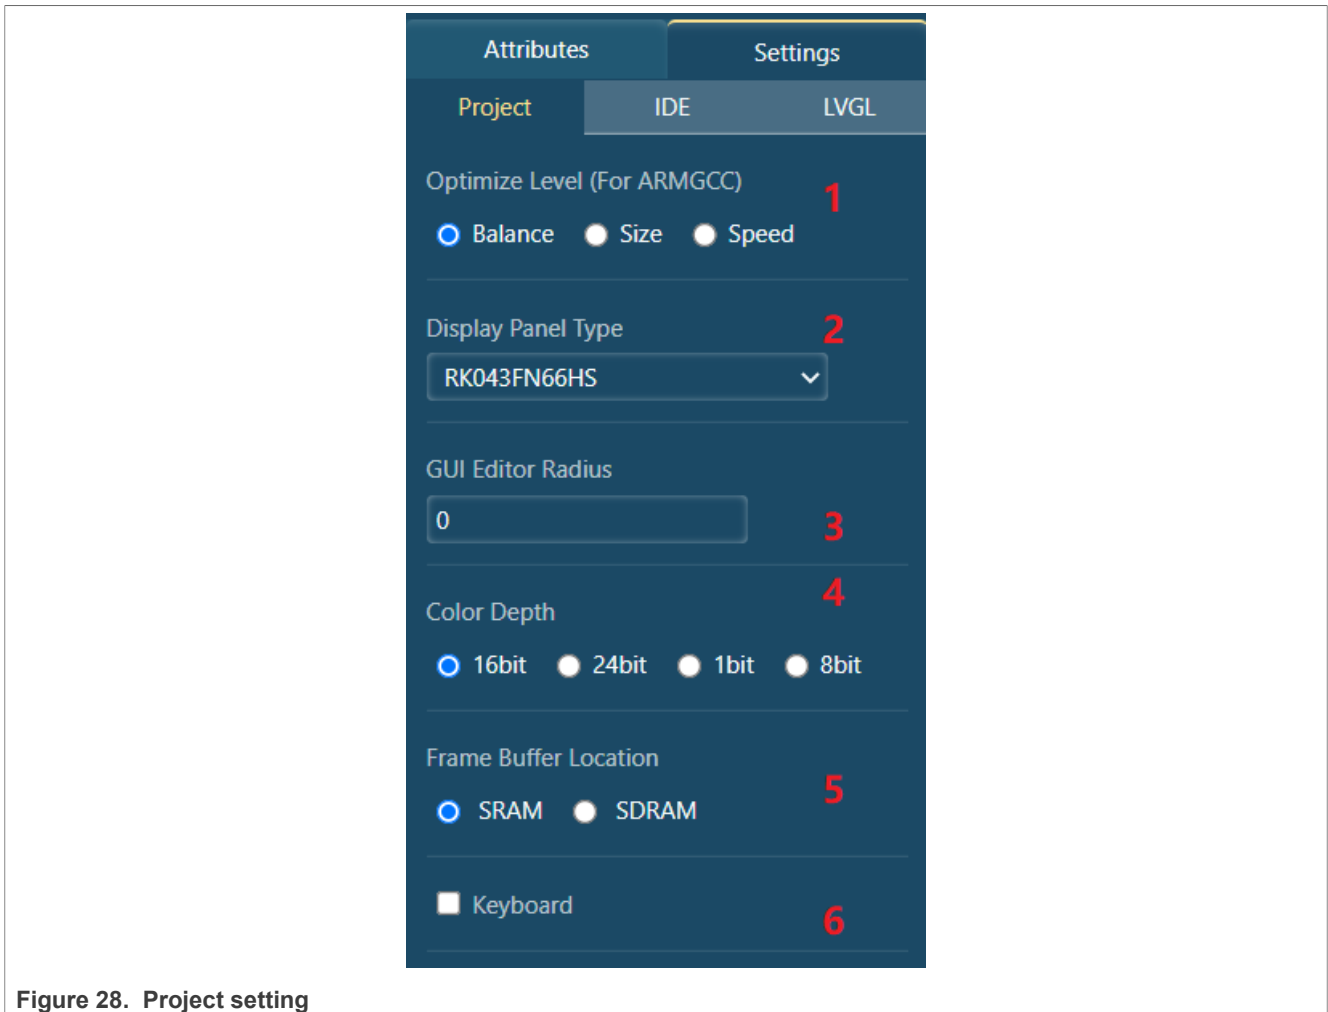 Attributes Settings
Project IDE LVGL
Optimize Level (For ARMGCC) 1
Balance Size Speed
Display Panel Type 2
RK043FN66HS
GUI Editor Radius
0 3
4
Color Depth
16bit 24bit 1bit 8bit
Frame Buffer Location
5
SRAM SDRAM
Keyboard 6
Figure 28. Project setting